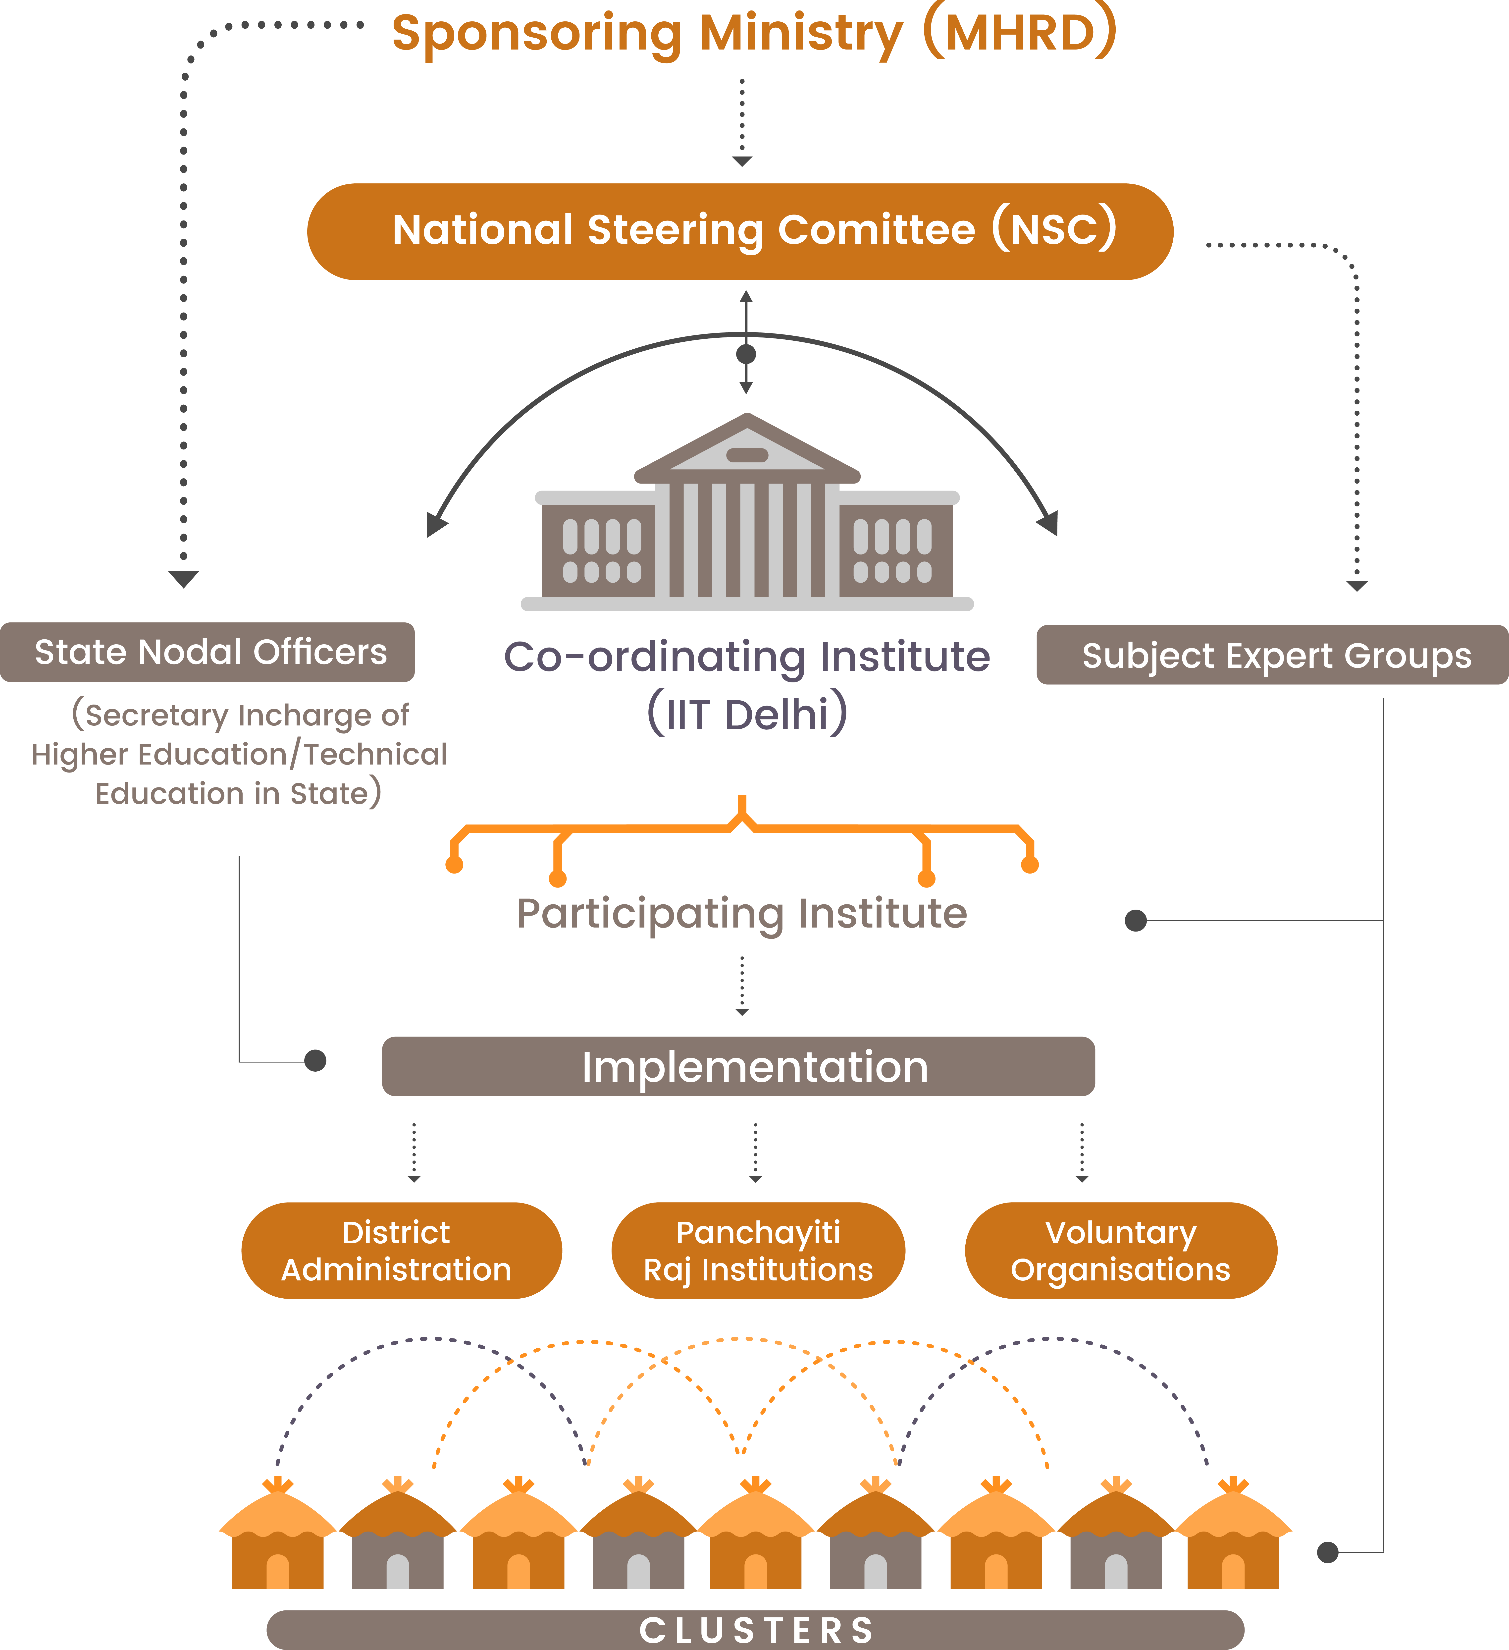 Sponsoring Ministry (MHRD)
National Steering Comittee (NSC)
State Nodal Officers
(Secretary Incharge of
Higher Education/Technical
Education in State)
Co-ordinating Institute
(IIT Delhi)
Subject Expert Groups
Participating Institute
Implementation
District
Administration
Panchayiti
Raj Institutions
Voluntary
Organisations
CLUSTERS